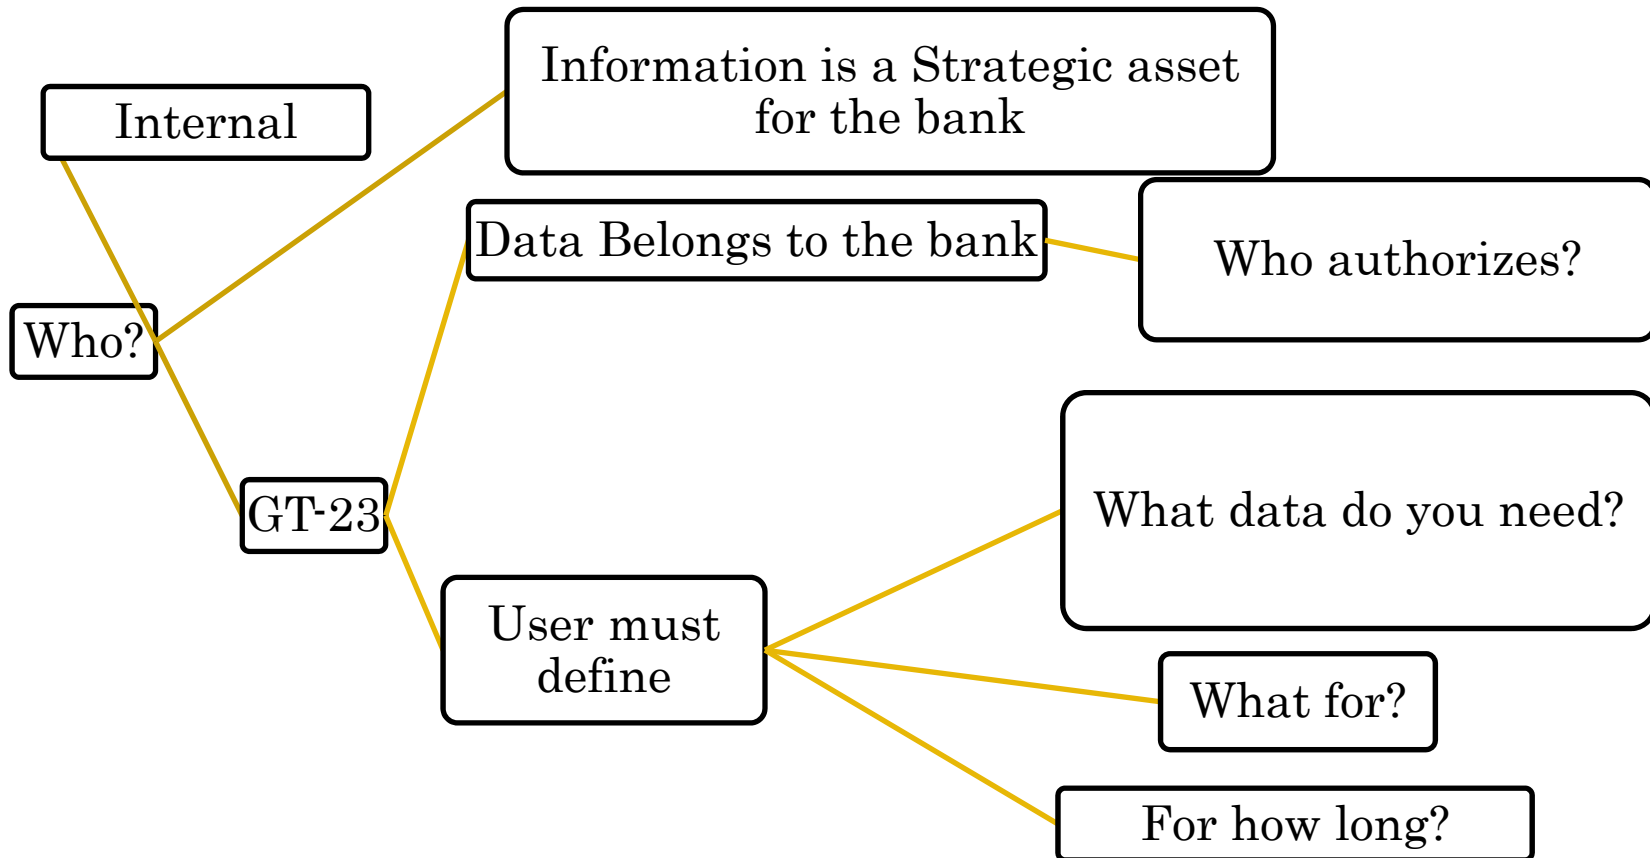 Information is a Strategic asset
for the bank
Internal
Data Belongs to the bank
Who authorizes?
Who?
GT-23
What data do you need?
User must
define
What for?
For how long?